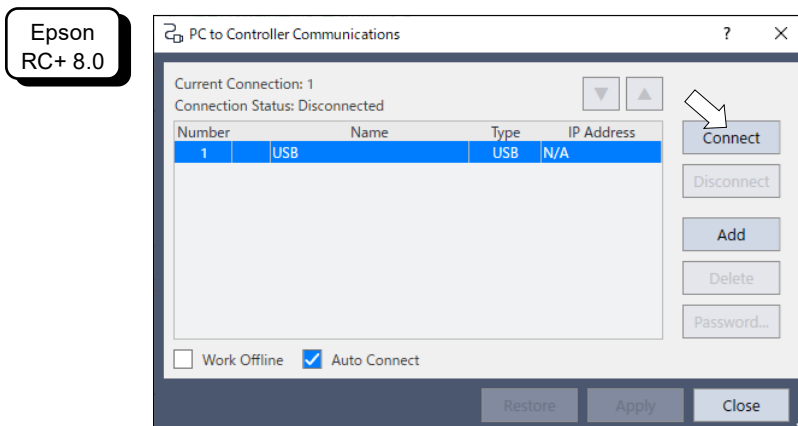 Epson
RC+ 8.0
PC to Controller Communications
?
Current Connection: 1
Connection Status: Disconnected
Number Name Type IP Address
1 USB USB N/A
Connect
Disconnect
Add
Delete
Password...
Work Offline Auto Connect
Restore Apply Close